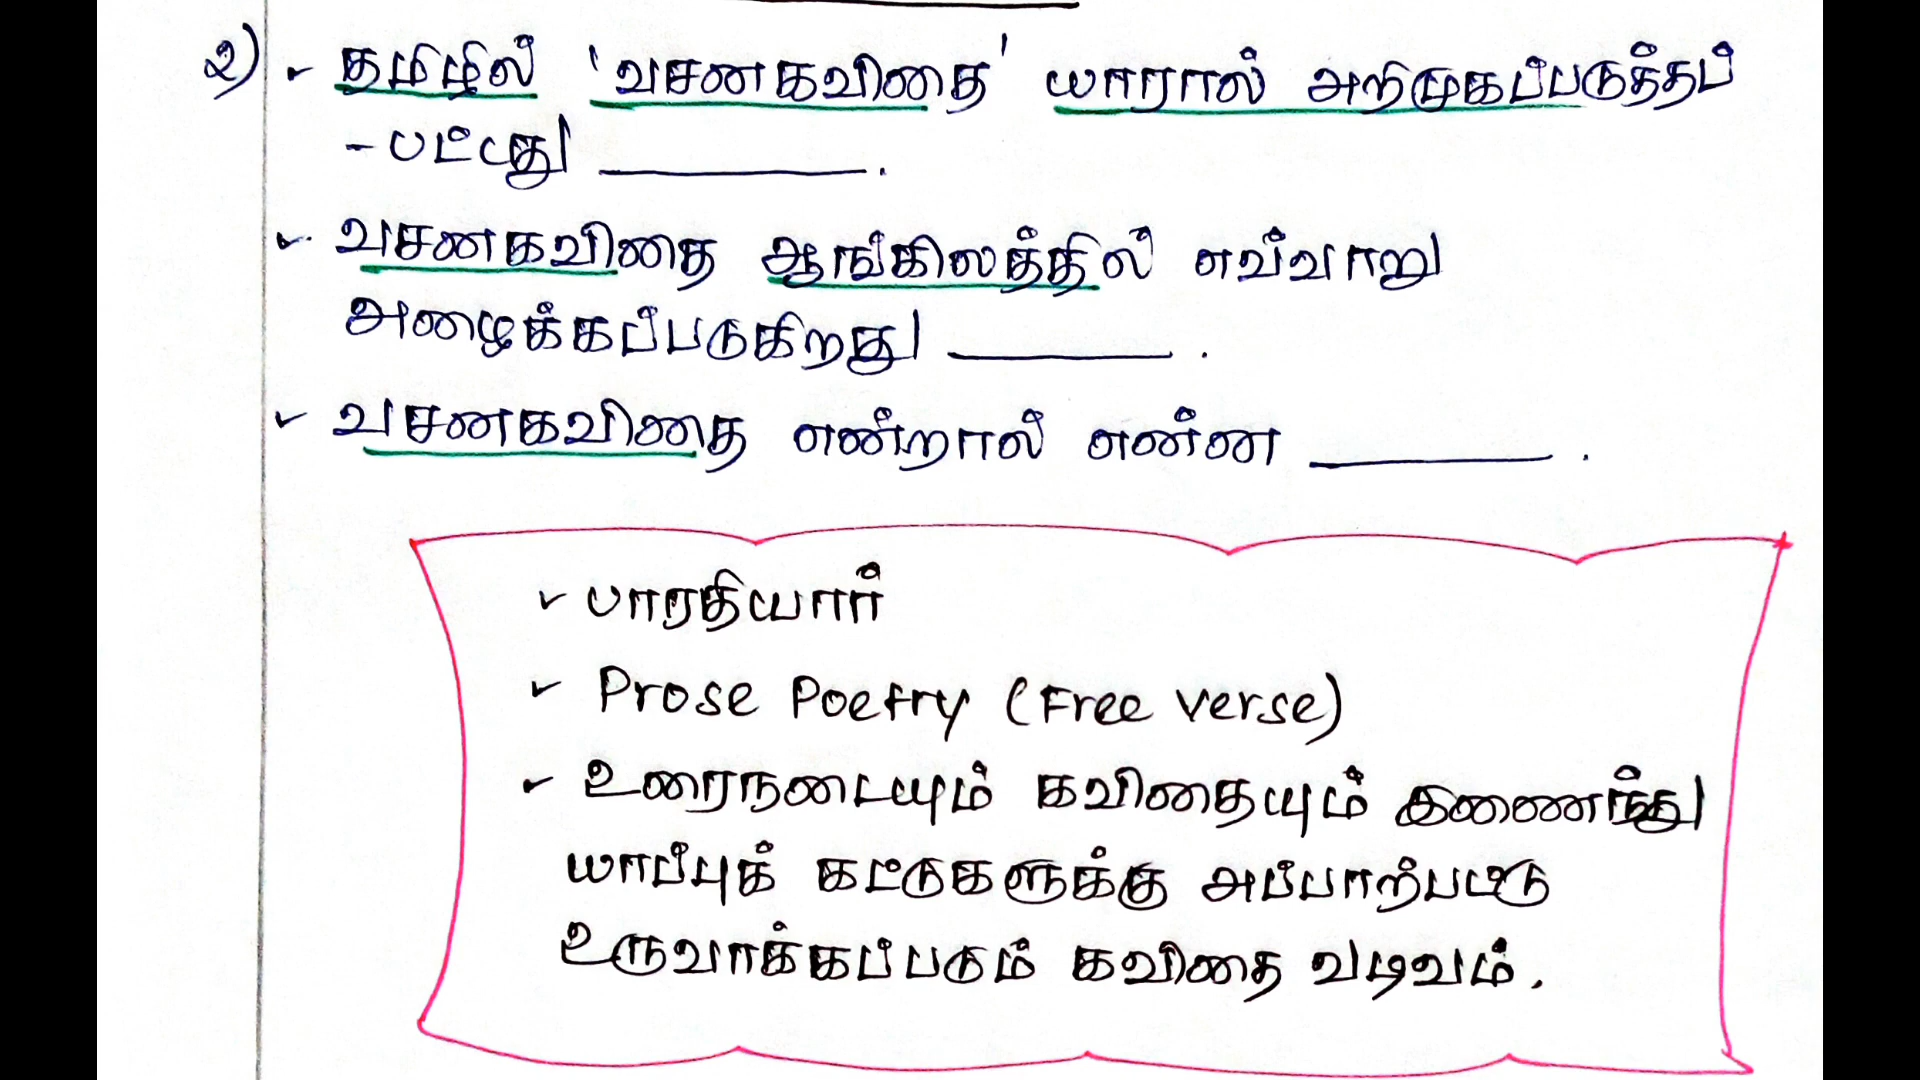 2) ✓ தமிழில் 'வசனகவிதை' யாரால் அறிமுகப்படுத்தப்
- பட்டது ________ .
✓ வசனகவிதை ஆங்கிலத்தில் எவ்வாறு
அழைக்கப்படுகிறது ________ .
✓ வசனகவிதை என்றால் என்ன ________ .
✓ பாரதியார்
✓ Prose Poetry (Free verse)
✓ உரைநடையும் கவிதையும் இணைந்து
யாப்புக் கட்டுகளுக்கு அப்பாற்பட்டு
உருவாக்கப்படும் கவிதை வடிவம்.